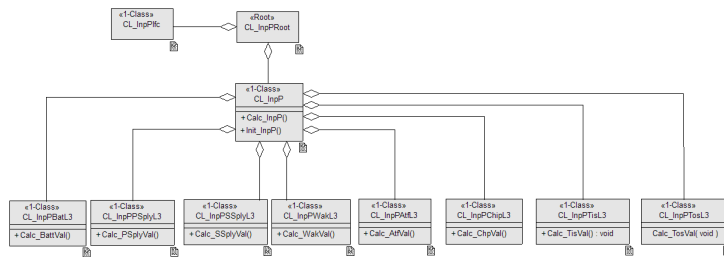 «1-Class»
CL_InpPIfc
«Root»
CL_InpPRoot
«1-Class»
CL_InpP
+ Calc_InpP()
+ Init_InpP()
«1-Class»
CL_InpPBatL3
+ Calc_BattVal()
«1-Class»
CL_InpPPSplyL3
+ Calc_PSplyVal()
«1-Class»
CL_InpPSSplyL3
+ Calc_SSplyVal()
«1-Class»
CL_InpPWakL3
+ Calc_WakVal()
«1-Class»
CL_InpPAtfL3
+ Calc_AtfVal()
«1-Class»
CL_InpPChipL3
+ Calc_ChpVal()
«1-Class»
CL_InpPTisL3
+ Calc_TisVal() : void
«1-Class»
CL_InpPTosL3
Calc_TosVal( void )